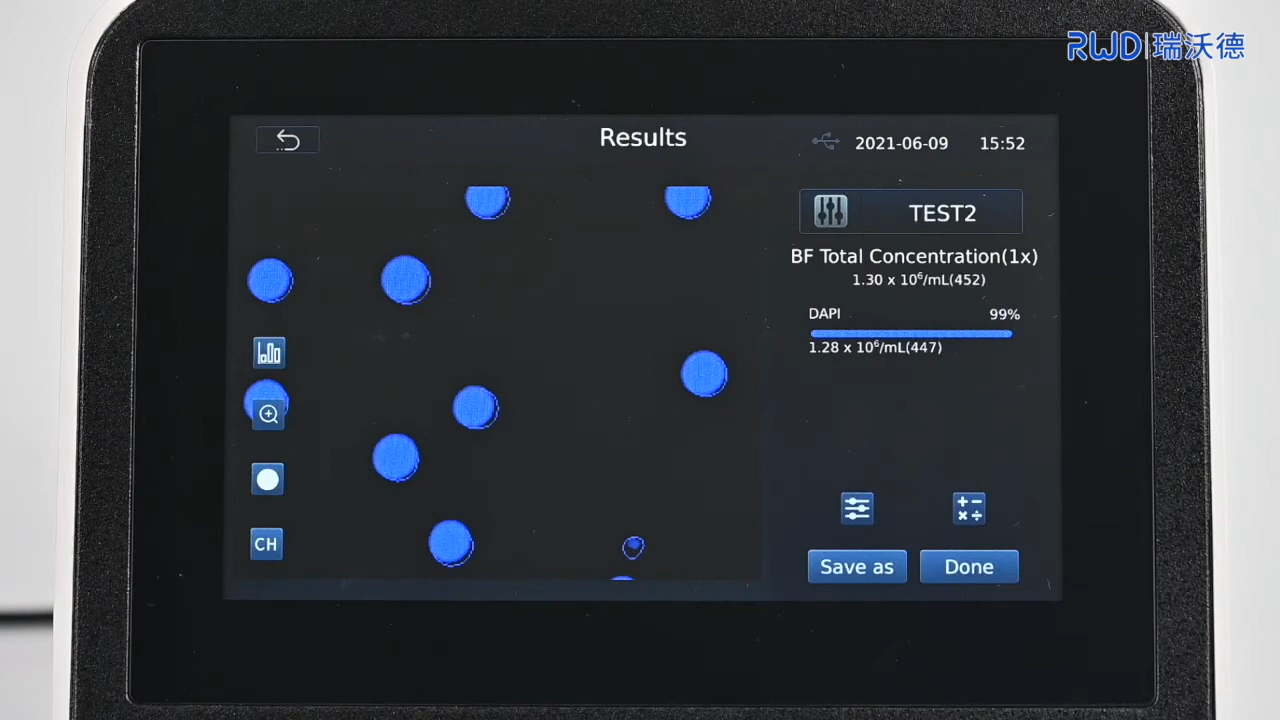 RWD|瑞沃德
Results
2021-06-09 15:52
TEST2
BF Total Concentration(1x)
1.30 x 10⁶/mL(452)
DAPI 99%
1.28 x 10⁶/mL(447)
CH
Save as
Done